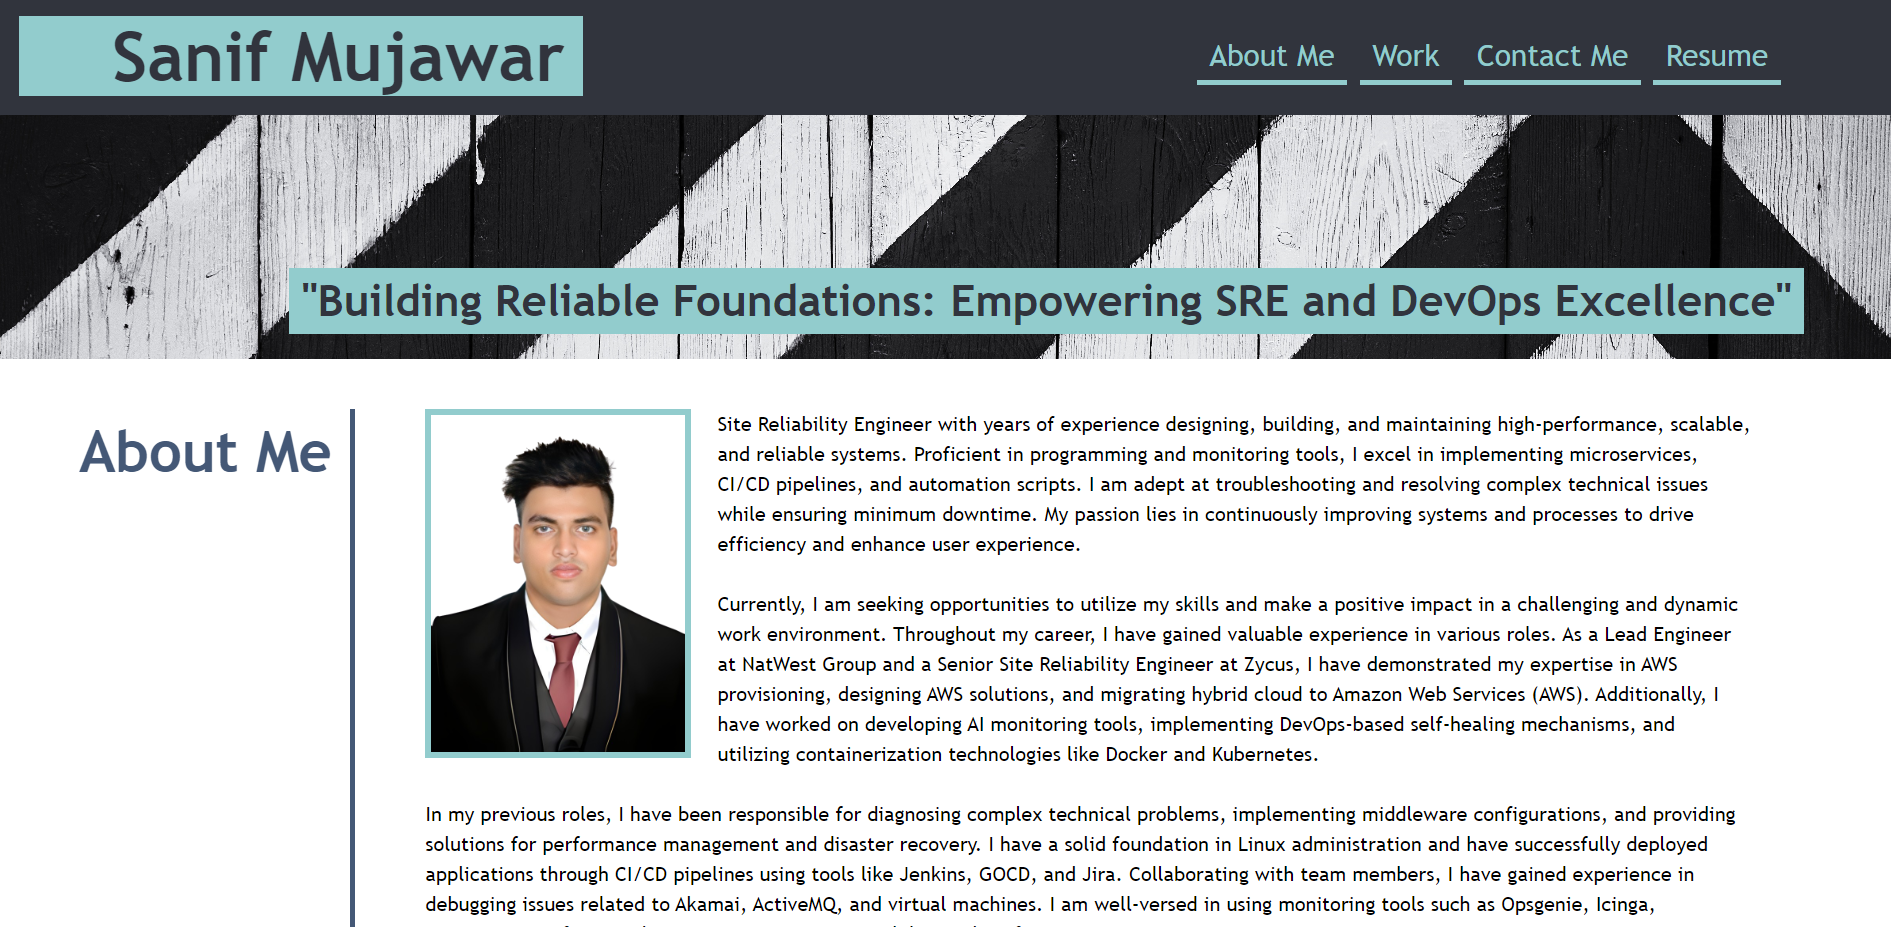 Sanif Mujawar
About Me Work Contact Me Resume
"Building Reliable Foundations: Empowering SRE and DevOps Excellence"
About Me
Site Reliability Engineer with years of experience designing, building, and maintaining high-performance, scalable,
and reliable systems. Proficient in programming and monitoring tools, I excel in implementing microservices,
CI/CD pipelines, and automation scripts. I am adept at troubleshooting and resolving complex technical issues
while ensuring minimum downtime. My passion lies in continuously improving systems and processes to drive
efficiency and enhance user experience.
Currently, I am seeking opportunities to utilize my skills and make a positive impact in a challenging and dynamic
work environment. Throughout my career, I have gained valuable experience in various roles. As a Lead Engineer
at NatWest Group and a Senior Site Reliability Engineer at Zycus, I have demonstrated my expertise in AWS
provisioning, designing AWS solutions, and migrating hybrid cloud to Amazon Web Services (AWS). Additionally, I
have worked on developing AI monitoring tools, implementing DevOps-based self-healing mechanisms, and
utilizing containerization technologies like Docker and Kubernetes.
In my previous roles, I have been responsible for diagnosing complex technical problems, implementing middleware configurations, and providing
solutions for performance management and disaster recovery. I have a solid foundation in Linux administration and have successfully deployed
applications through CI/CD pipelines using tools like Jenkins, GOCD, and Jira. Collaborating with team members, I have gained experience in
debugging issues related to Akamai, ActiveMQ, and virtual machines. I am well-versed in using monitoring tools such as Opsgenie, Icinga,